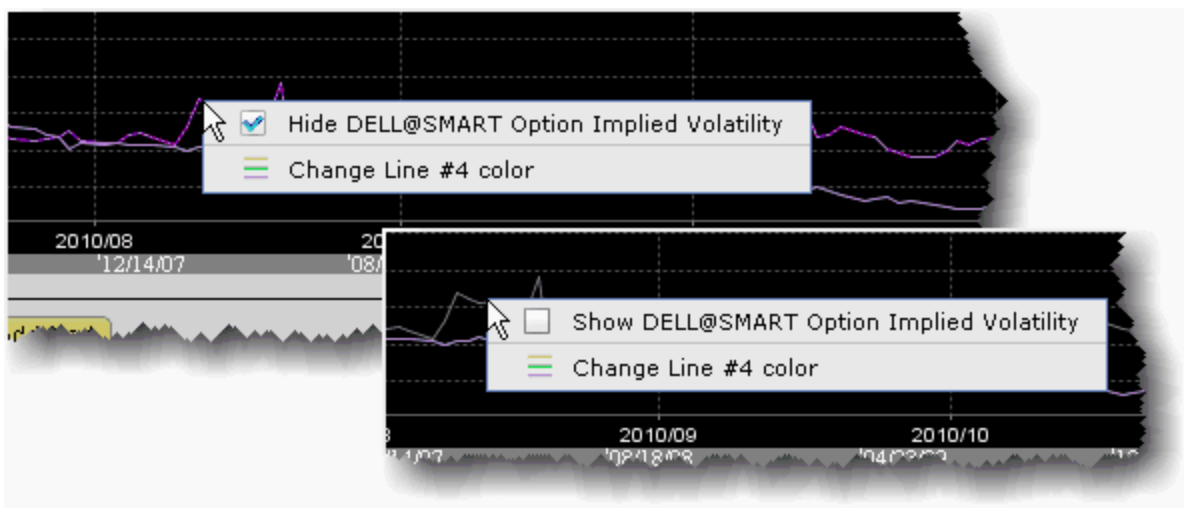 Hide DELL@SMART Option Implied Volatility
Change Line #4 color
2010/08 20
'12/14/07 '08/
Show DELL@SMART Option Implied Volatility
Change Line #4 color
2010/09 2010/10
'08/18/08